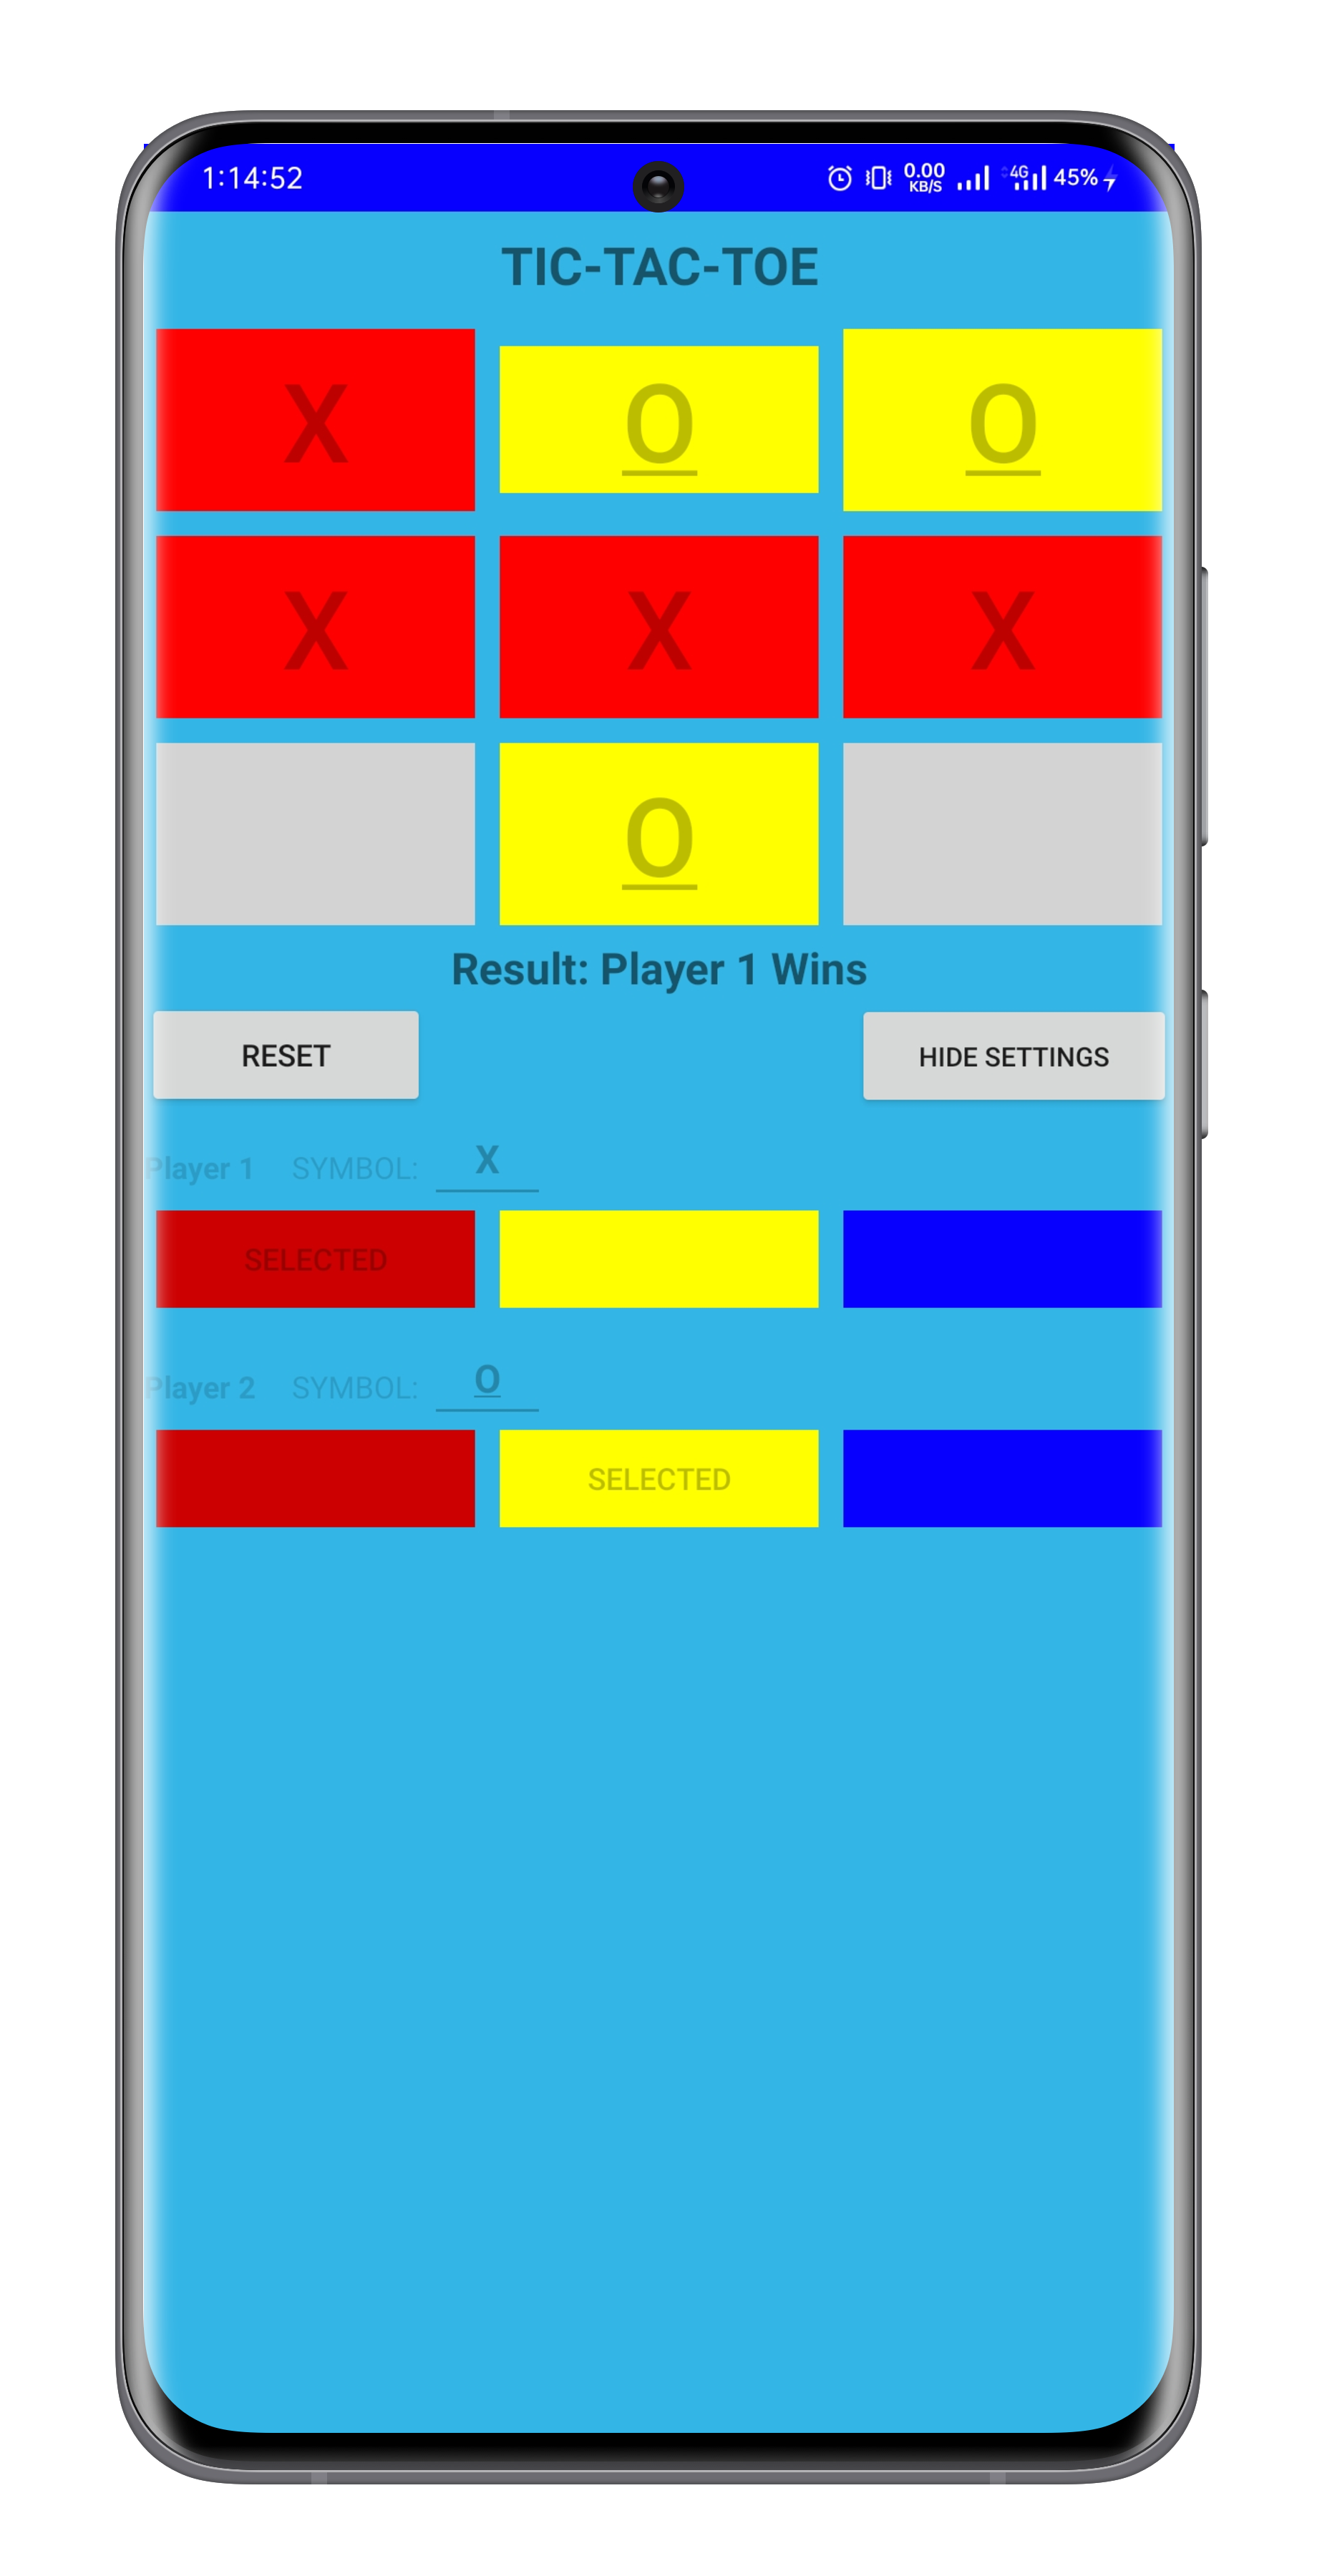 1:14:52 0.00 KB/S 4G 45%
TIC-TAC-TOE
X O O
X X X
O
Result: Player 1 Wins
RESET HIDE SETTINGS
Player 1 SYMBOL: X
SELECTED
Player 2 SYMBOL: O
SELECTED